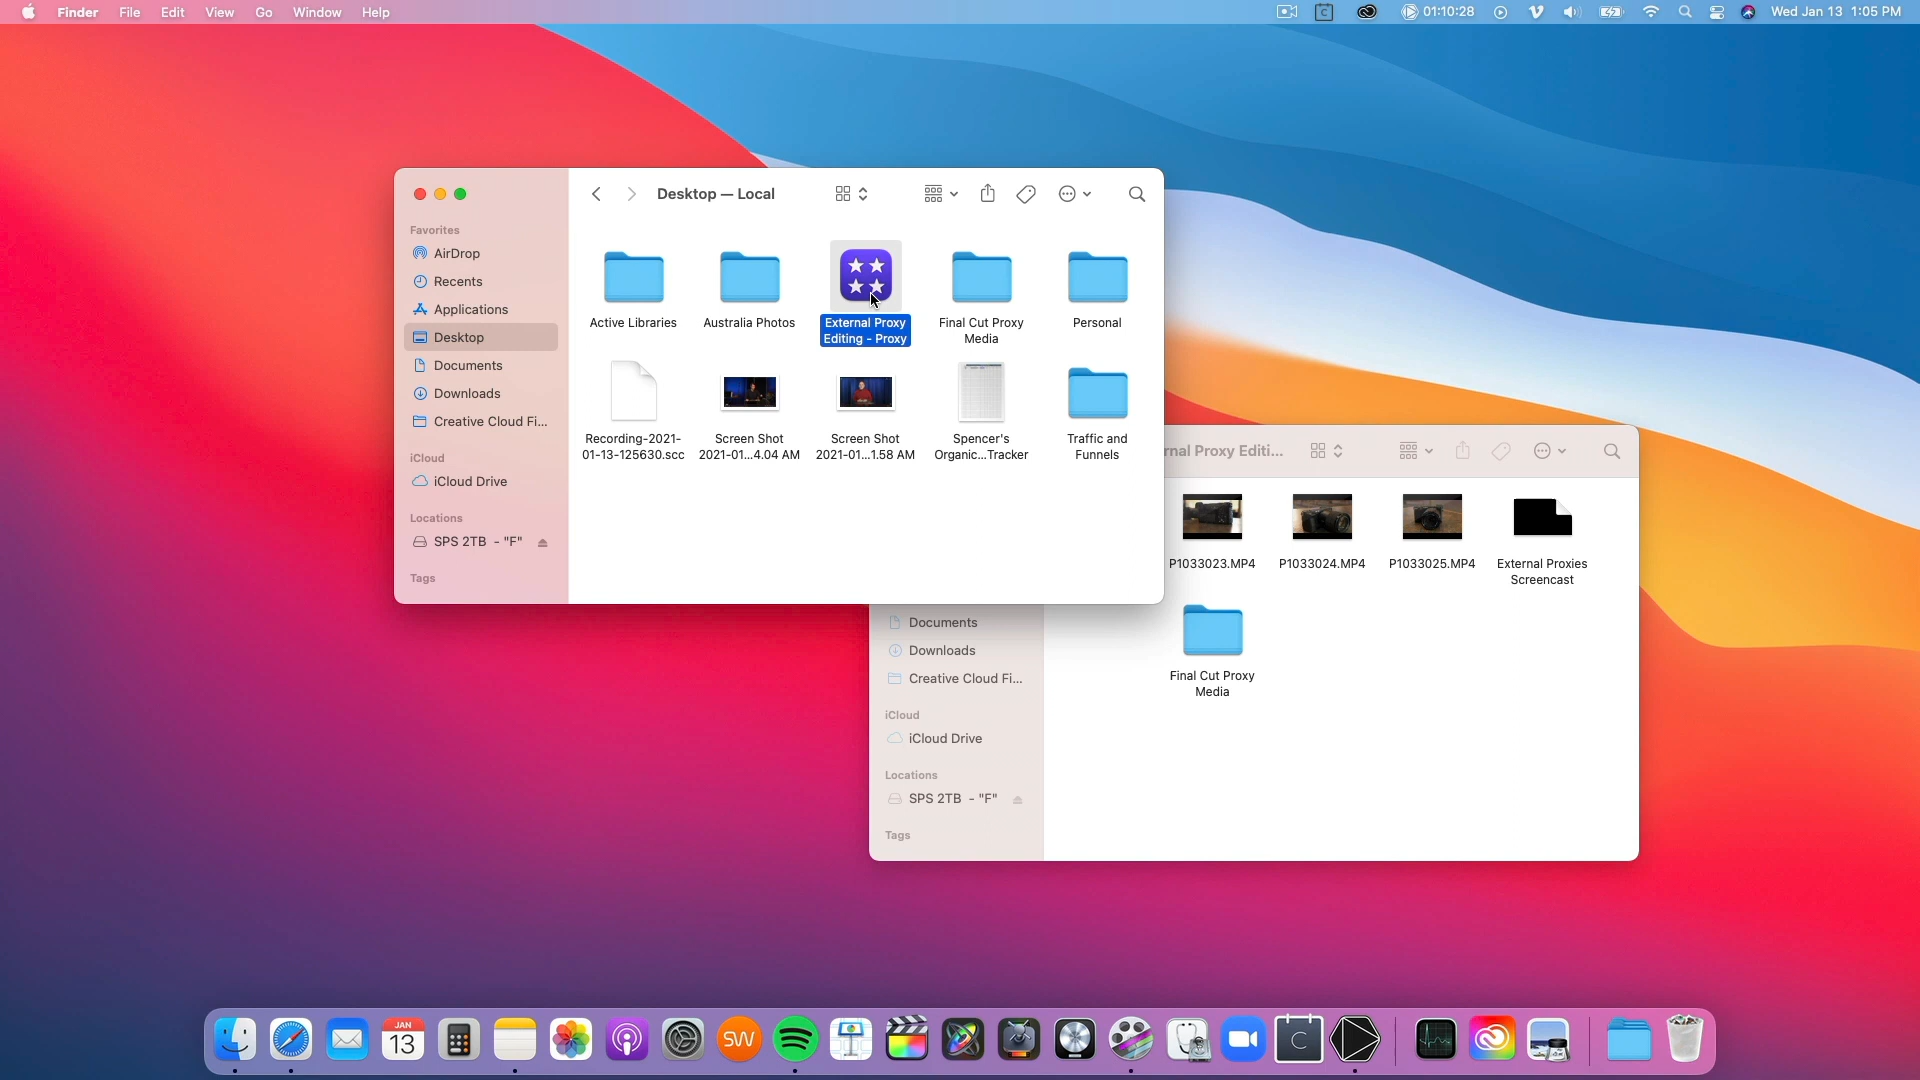 Finder File Edit View Go Window Help
C 01:10:28 Wed Jan 13 1:05 PM
Desktop — Local
Favorites
AirDrop
Recents
Applications
Desktop
Documents
Downloads
Creative Cloud Fi...
iCloud
iCloud Drive
Locations
SPS 2TB - "F"
Tags
Active Libraries
Australia Photos
External Proxy
Editing - Proxy
Final Cut Proxy
Media
Personal
Recording-2021-
01-13-125630.scc
Screen Shot
2021-01...4.04 AM
Screen Shot
2021-01...1.58 AM
Spencer's
Organic...Tracker
Traffic and
Funnels
rnal Proxy Editi...
P1033023.MP4
P1033024.MP4
P1033025.MP4
External Proxies
Screencast
Final Cut Proxy
Media
Documents
Downloads
Creative Cloud Fi...
iCloud
iCloud Drive
Locations
SPS 2TB - "F"
Tags
JAN
13
SW
C